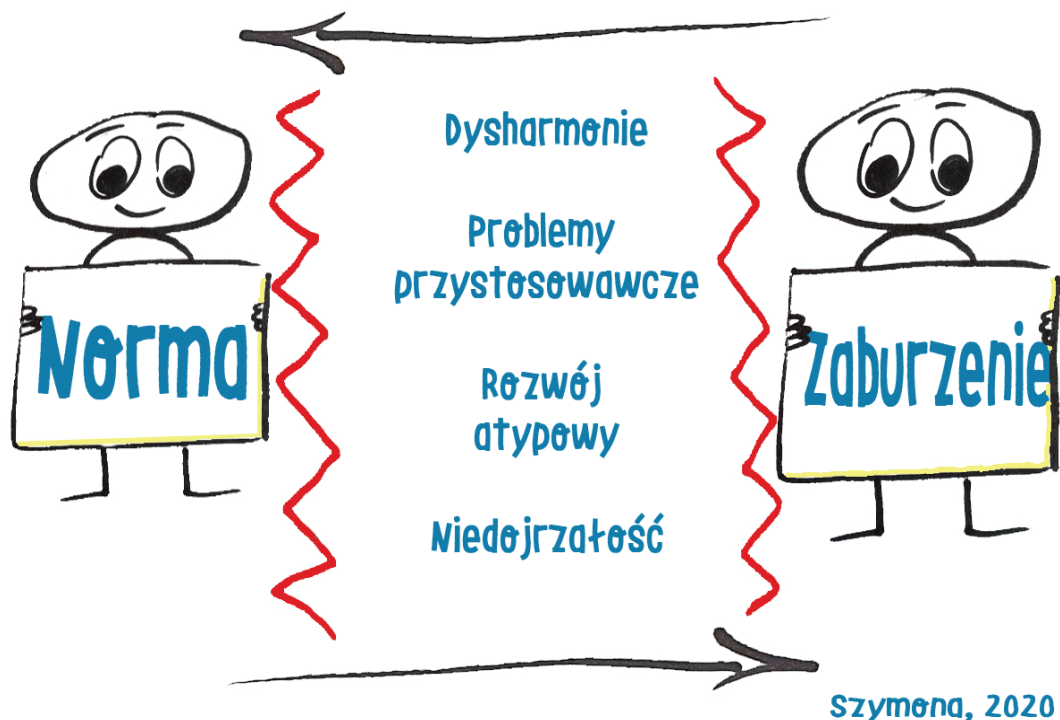 Dysharmonie
Problemy
przystosowawcze
Norma
Zaburzenie
Rozwój
atypowy
Niedojrzałość
Szymona, 2020